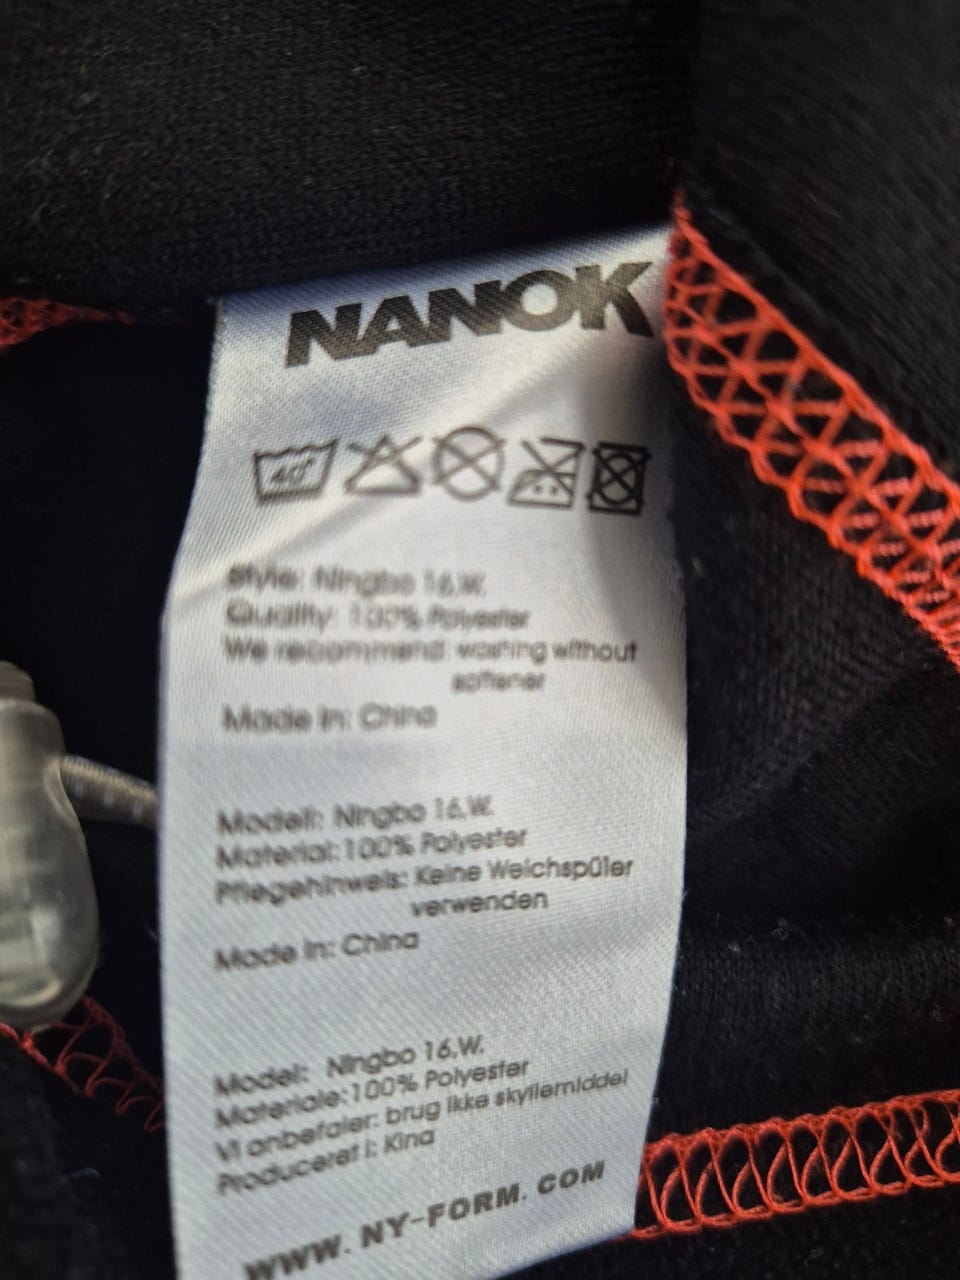 NANOK
40°
Style: Ningbo 16.W.
Quality: 100% Polyester
We recommend: washing without
softener
Made in: China
Modell: Ningbo 16.W.
Material: 100% Polyester
Pflegehinweis: Keine Weichspüler
verwenden
Made in: China
Model: Ningbo 16.W.
Materiale: 100% Polyester
Vi anbefaler: brug ikke skyllemiddel
Produceret i: Kina
WWW.NY-FORM.COM